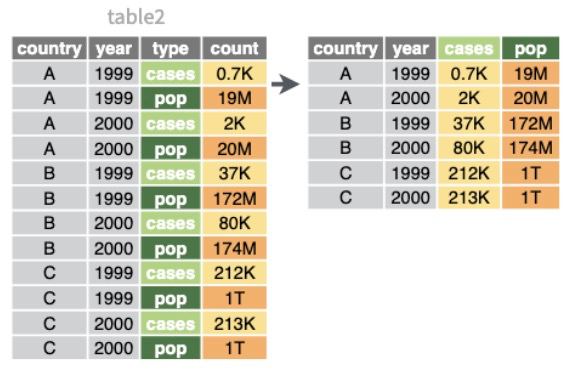 table2
country year type count
A 1999 cases 0.7K
A 1999 pop 19M
A 2000 cases 2K
A 2000 pop 20M
B 1999 cases 37K
B 1999 pop 172M
B 2000 cases 80K
B 2000 pop 174M
C 1999 cases 212K
C 1999 pop 1T
C 2000 cases 213K
C 2000 pop 1T
country year cases pop
A 1999 0.7K 19M
A 2000 2K 20M
B 1999 37K 172M
B 2000 80K 174M
C 1999 212K 1T
C 2000 213K 1T